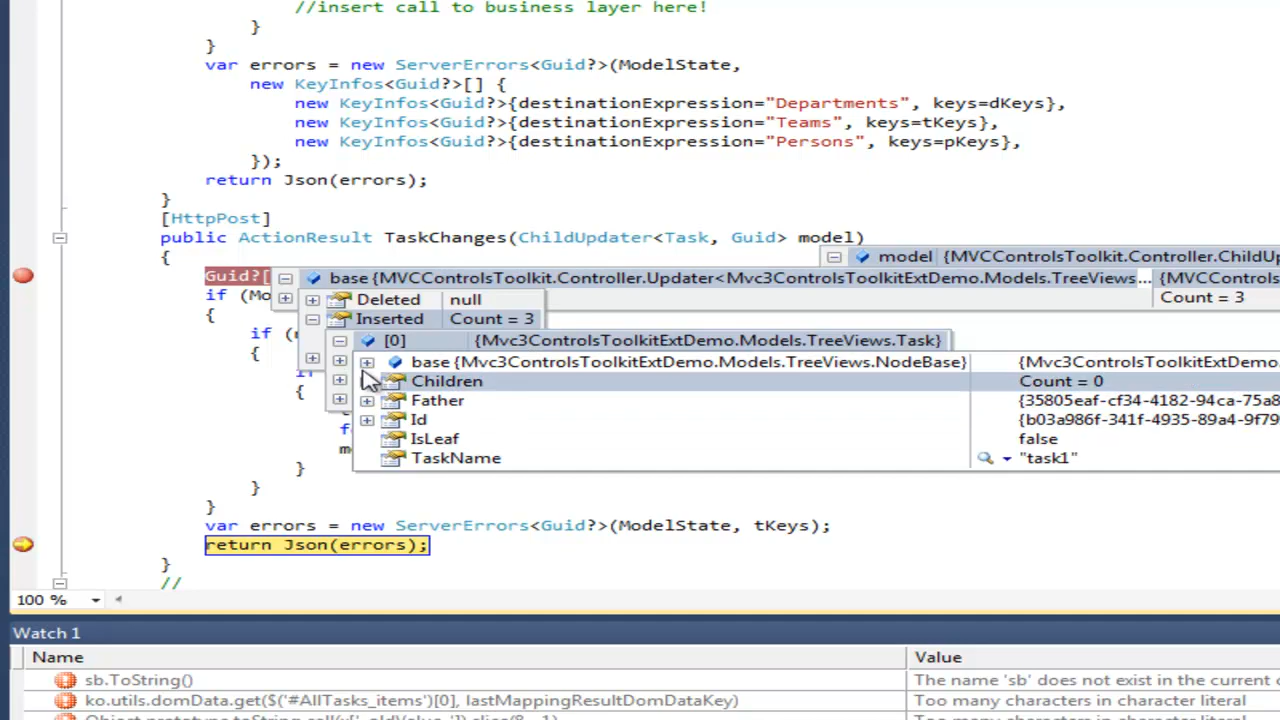 //insert call to business layer here!
}
}
var errors = new ServerErrors<Guid?>(ModelState,
new KeyInfos<Guid?>[] {
new KeyInfos<Guid?>{destinationExpression="Departments", keys=dKeys},
new KeyInfos<Guid?>{destinationExpression="Teams", keys=tKeys},
new KeyInfos<Guid?>{destinationExpression="Persons", keys=pKeys},
});
return Json(errors);
}
[HttpPost]
public ActionResult TaskChanges(ChildUpdater<Task, Guid> model)
{ model {MVCControlsToolkit.Controller.ChildUp
Guid?[ base {MVCControlsToolkit.Controller.Updater<Mvc3ControlsToolkitExtDemo.Models.TreeViews... {MVCControls
if (Mo Deleted null Count = 3
{ Inserted Count = 3
if ( [0] {Mvc3ControlsToolkitExtDemo.Models.TreeViews.Task}
{ base {Mvc3ControlsToolkitExtDemo.Models.TreeViews.NodeBase} {Mvc3ControlsToolkitExtDemo.
Children Count = 0
{ Father {35805eaf-cf34-4182-94ca-75a8
Id {b03a986f-341f-4935-89a4-9f79
fo IsLeaf false
m TaskName "task1"
}
}
}
var errors = new ServerErrors<Guid?>(ModelState, tKeys);
return Json(errors);
}
//
100 %
Watch 1
Name Value
sb.ToString() The name 'sb' does not exist in the current
ko.utils.domData.get($('#AllTasks_items')[0], lastMappingResultDomDataKey) Too many characters in character literal